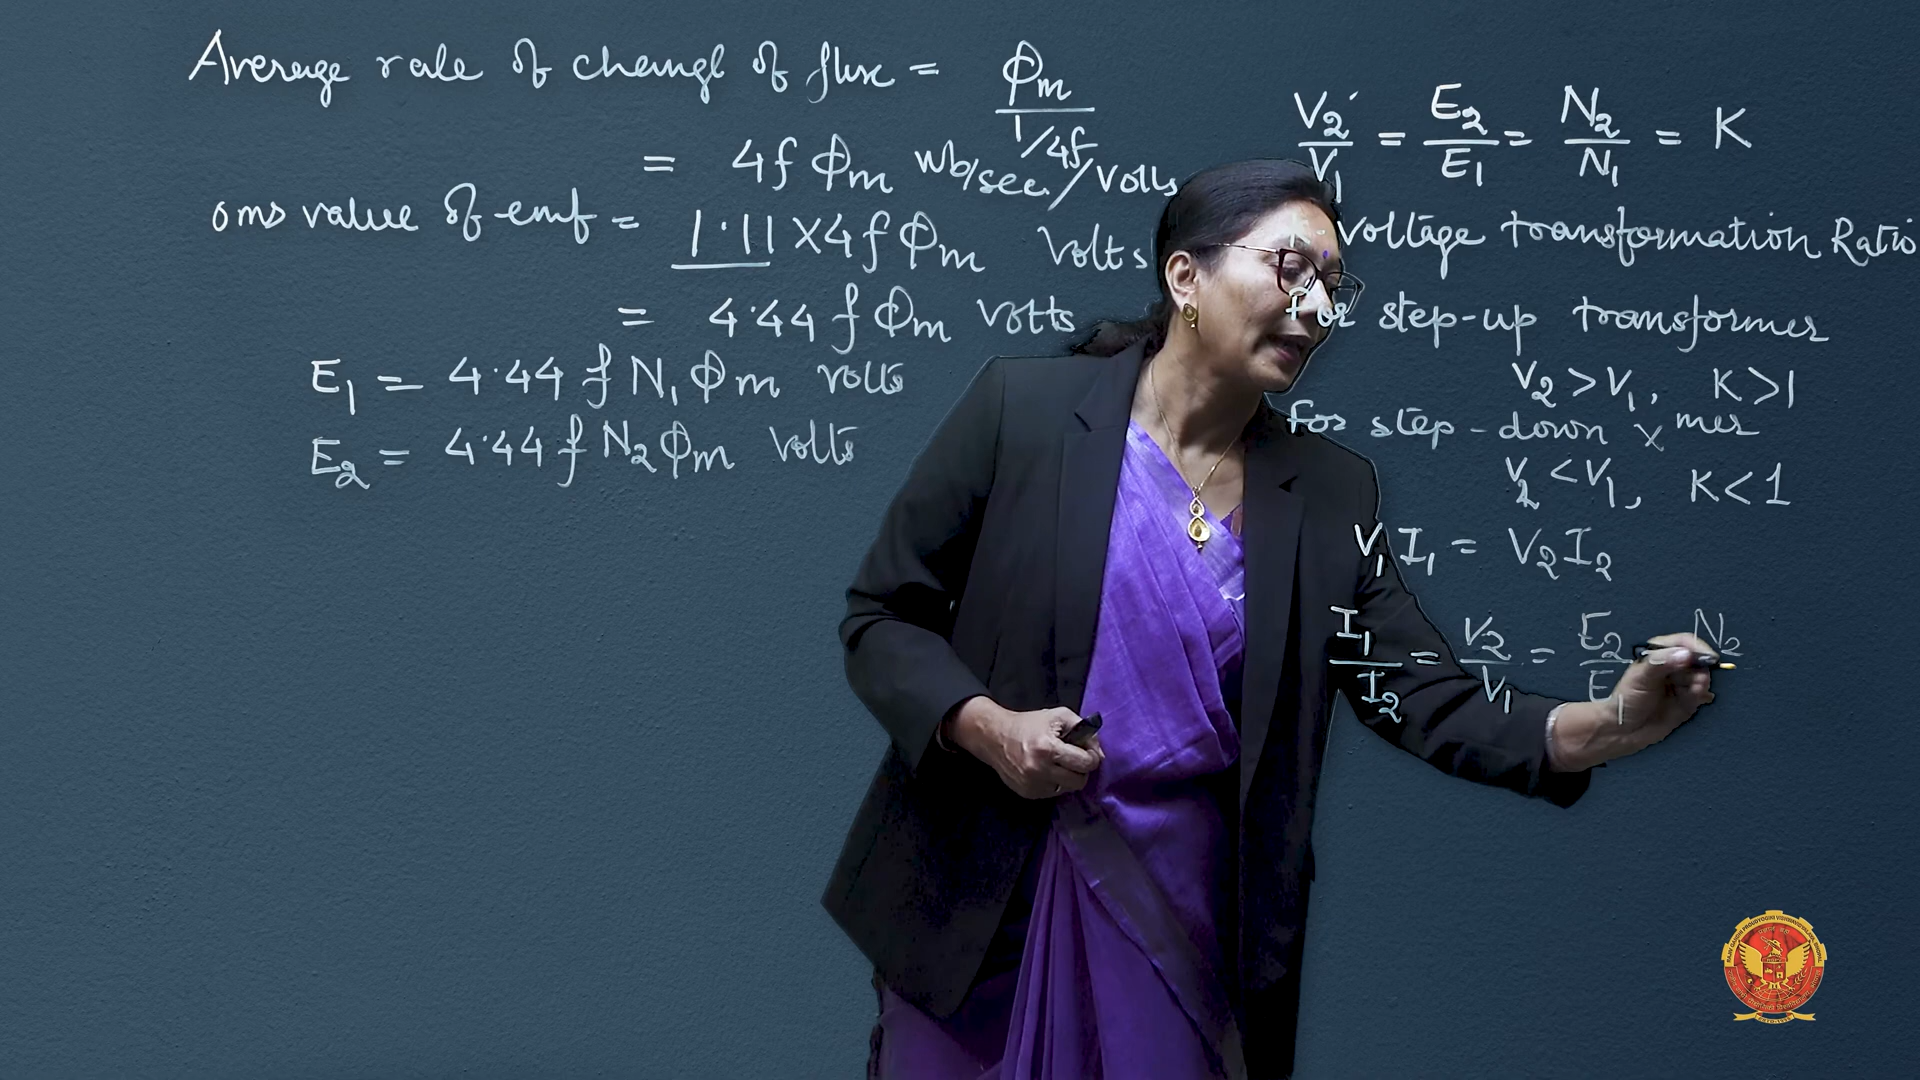 Average rate of change of flux = ϕm / 1/4f
= 4f ϕm wb/sec./volts
rms value of emf = 1.11 X 4f ϕm volts
= 4.44 f ϕm volts
E1 = 4.44 f N1 ϕm volts
E2 = 4.44 f N2 ϕm volts
V2/V1 = E2/E1 = N2/N1 = K
Voltage transformation Ratio
for step-up transformer
V2 > V1, K > 1
for step-down x mer
V2 < V1, K < 1
V1 I1 = V2 I2
I1/I2 = V2/V1 = E2/E1 = N2